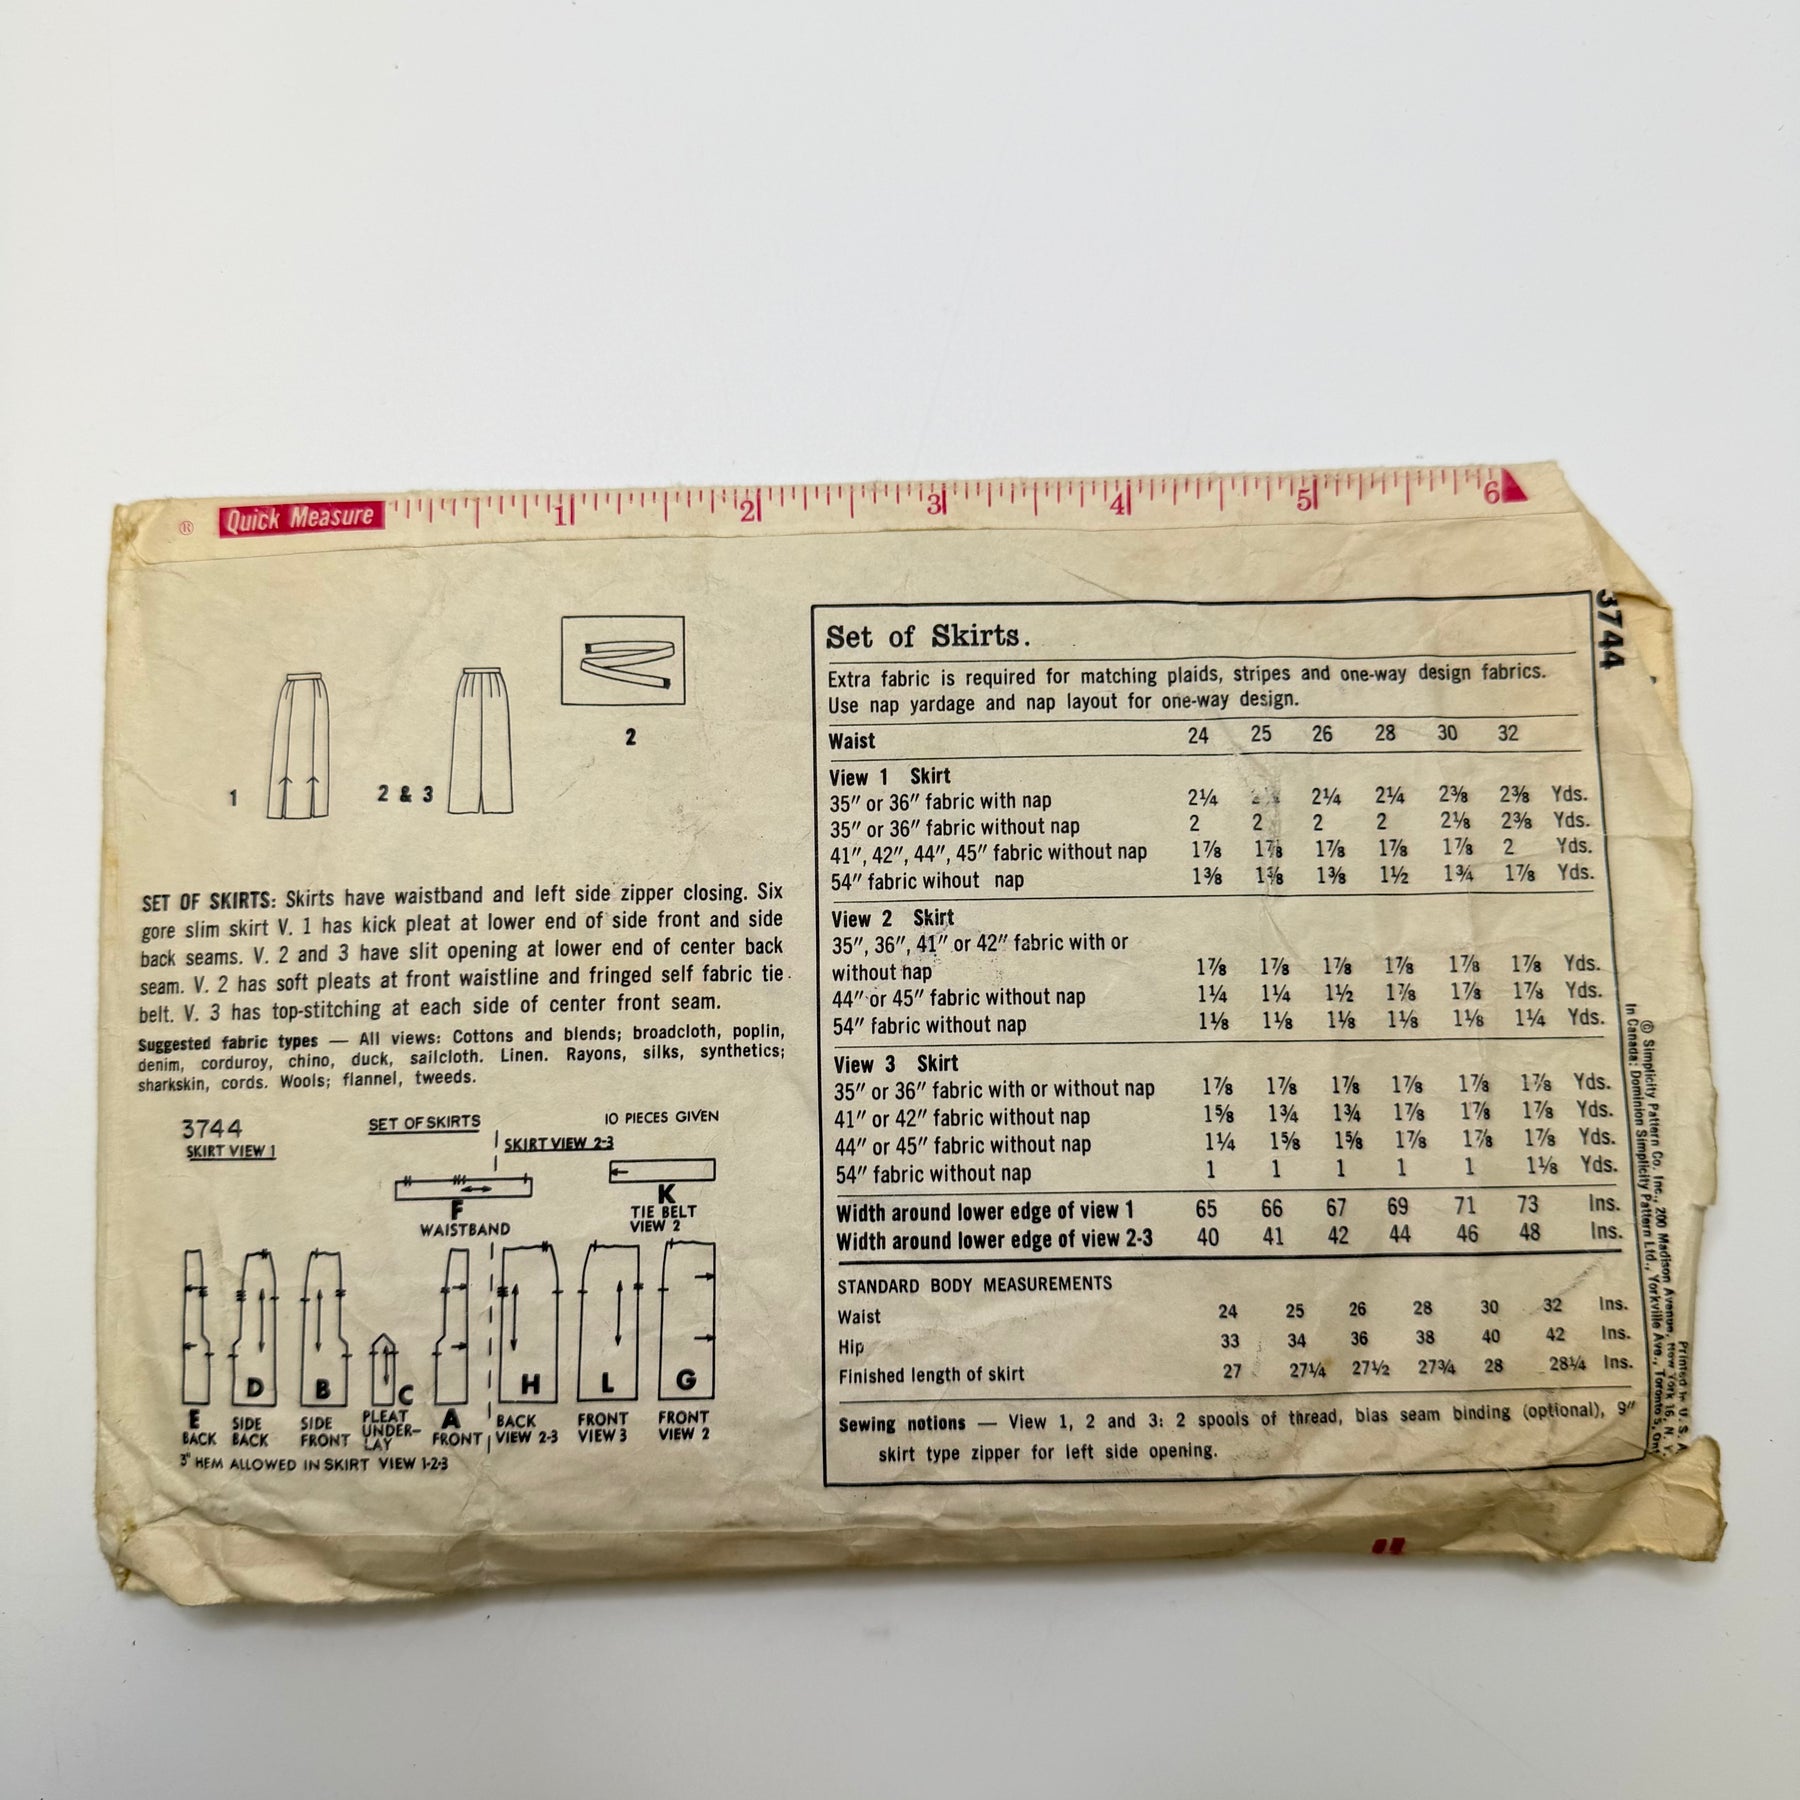 ® Quick Measure 1 2 3 4 5 6
2
1
2 & 3
SET OF SKIRTS: Skirts have waistband and left side zipper closing. Six
gore slim skirt V. 1 has kick pleat at lower end of side front and side
back seams. V. 2 and 3 have slit opening at lower end of center back
seam. V. 2 has soft pleats at front waistline and fringed self fabric tie
belt. V. 3 has top-stitching at each side of center front seam.
Suggested fabric types — All views: Cottons and blends; broadcloth, poplin,
denim, corduroy, chino, duck, sailcloth. Linen. Rayons, silks, synthetics;
sharkskin, cords. Wools; flannel, tweeds.
3744 SET OF SKIRTS 10 PIECES GIVEN
SKIRT VIEW 1 SKIRT VIEW 2-3
F
WAISTBAND
K
TIE BELT
VIEW 2
E
BACK
D
SIDE
BACK
B
SIDE
FRONT
C
PLEAT
UNDER-
LAY
A
FRONT
H
BACK
VIEW 2-3
L
FRONT
VIEW 3
G
FRONT
VIEW 2
3" HEM ALLOWED IN SKIRT VIEW 1-2-3
Set of Skirts.
Extra fabric is required for matching plaids, stripes and one-way design fabrics.
Use nap yardage and nap layout for one-way design.
Waist 24 25 26 28 30 32
View 1 Skirt
35" or 36" fabric with nap 2¼ 2¼ 2¼ 2⅜ 2⅜ Yds.
35" or 36" fabric without nap 2 2 2 2 2⅛ 2⅜ Yds.
41", 42", 44", 45" fabric without nap 1⅞ 1⅞ 1⅞ 1⅞ 1⅞ 2 Yds.
54" fabric wihout nap 1⅜ 1⅜ 1⅜ 1½ 1¾ 1⅞ Yds.
View 2 Skirt
35", 36", 41" or 42" fabric with or
without nap 1⅞ 1⅞ 1⅞ 1⅞ 1⅞ 1⅞ Yds.
44" or 45" fabric without nap 1¼ 1¼ 1½ 1⅞ 1⅞ 1⅞ Yds.
54" fabric without nap 1⅛ 1⅛ 1⅛ 1⅛ 1⅛ 1¼ Yds.
View 3 Skirt
35" or 36" fabric with or without nap 1⅞ 1⅞ 1⅞ 1⅞ 1⅞ 1⅞ Yds.
41" or 42" fabric without nap 1⅝ 1¾ 1¾ 1⅞ 1⅞ 1⅞ Yds.
44" or 45" fabric without nap 1¼ 1⅝ 1⅝ 1⅞ 1⅞ 1⅞ Yds.
54" fabric without nap 1 1 1 1 1 1⅛ Yds.
Width around lower edge of view 1 65 66 67 69 71 73 Ins.
Width around lower edge of view 2-3 40 41 42 44 46 48 Ins.
STANDARD BODY MEASUREMENTS
Waist 24 25 26 28 30 32 Ins.
Hip 33 34 36 38 40 42 Ins.
Finished length of skirt 27 27¼ 27½ 27¾ 28 28¼ Ins.
Sewing notions — View 1, 2 and 3: 2 spools of thread, bias seam binding (optional), 9"
skirt type zipper for left side opening.
3744
© Simplicity Pattern Co. Inc., 200 Madison Avenue, New York 16, N. Y.
In Canada: Dominion Simplicity Pattern Ltd., Yorkville Ave., Toronto 5, Ont.
Printed in U. S. A.